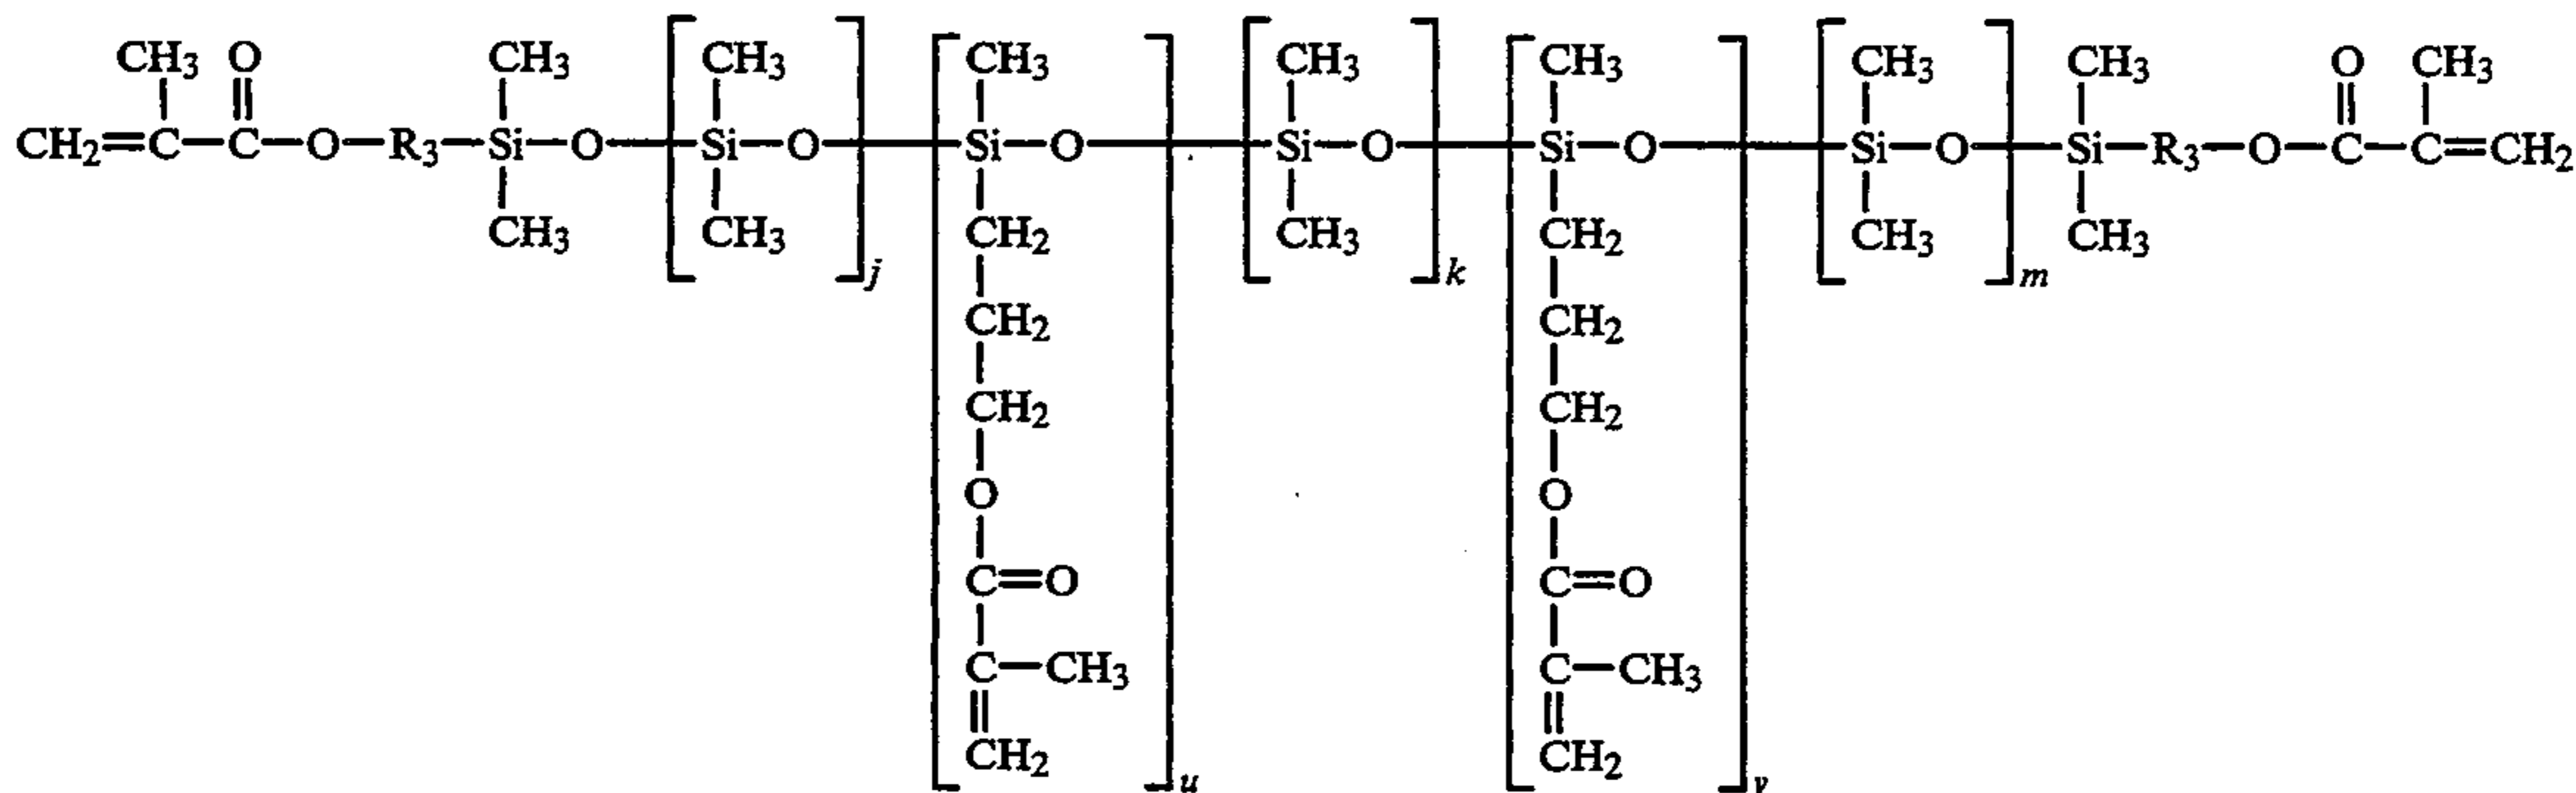 CH3 O CH3 CH3 CH3 CH3 CH3 CH3 CH3 O CH3
CH2=C—C—O—R3—Si—O—Si—O—Si—O—Si—O—Si—O—Si—O—Si—R3—O—C—C=CH2
CH3 CH3 CH2 CH3 CH2 CH3 CH3
j k m
CH2 CH2
CH2 CH2
O O
C=O C=O
C—CH3 C—CH3
CH2 CH2
u v